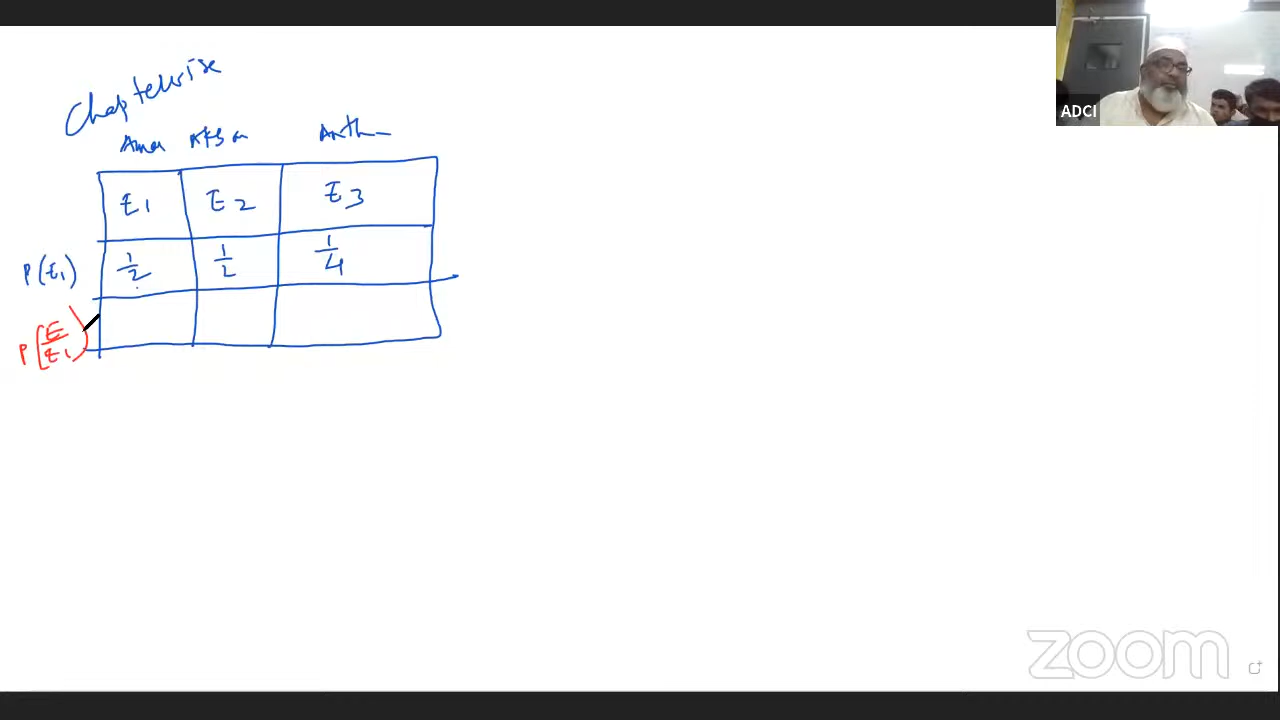 Chapterwise
E1 E2 E3
P(E1) 1/2 1/2 1/4
P(E/E1)
ADCI
zoom